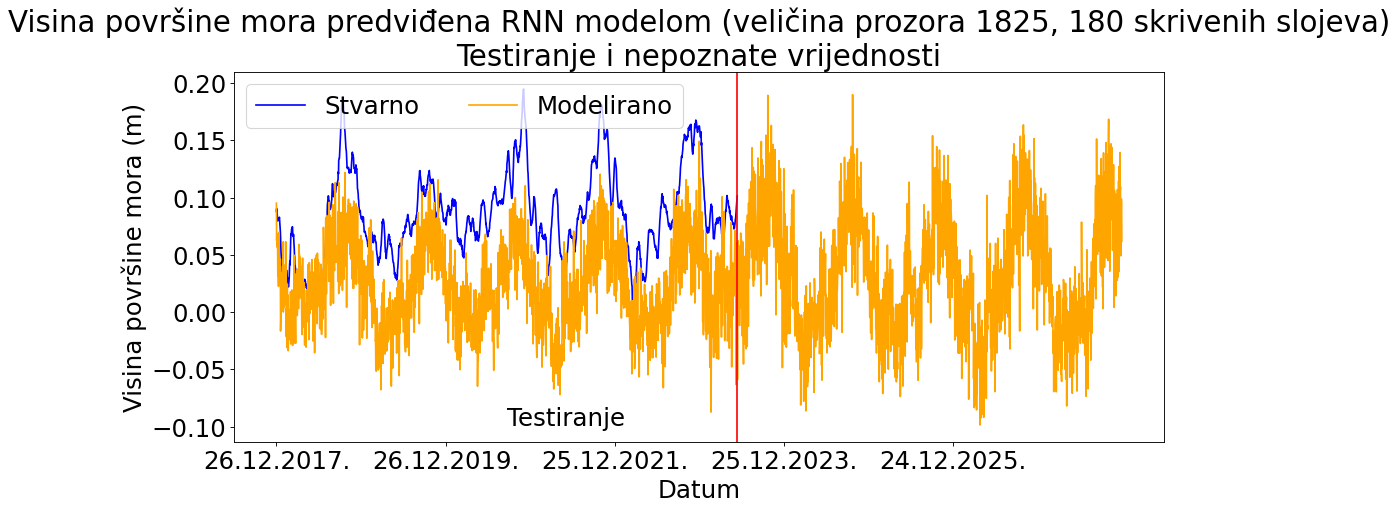 Visina površine mora predviđena RNN modelom (veličina prozora 1825, 180 skrivenih slojeva)
Testiranje i nepoznate vrijednosti
Stvarno Modelirano
Visina površine mora (m)
0.20
0.15
0.10
0.05
0.00
−0.05
−0.10
Testiranje
26.12.2017. 26.12.2019. 25.12.2021. 25.12.2023. 24.12.2025.
Datum